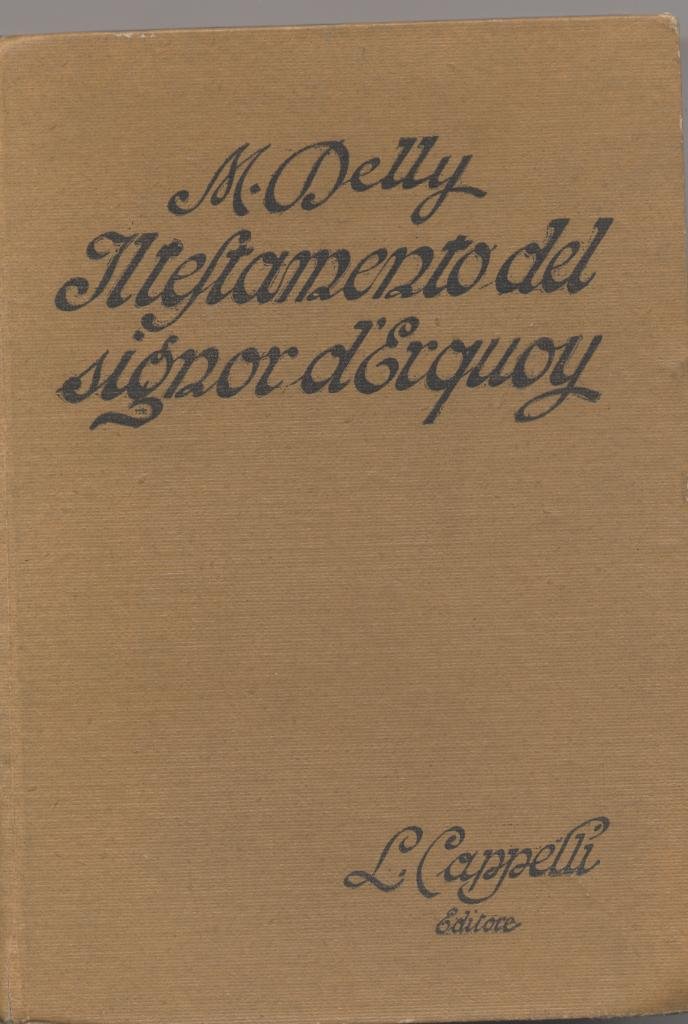 M. Delly
Il testamento del
signor d'Erquoy
L. Cappelli
Editore